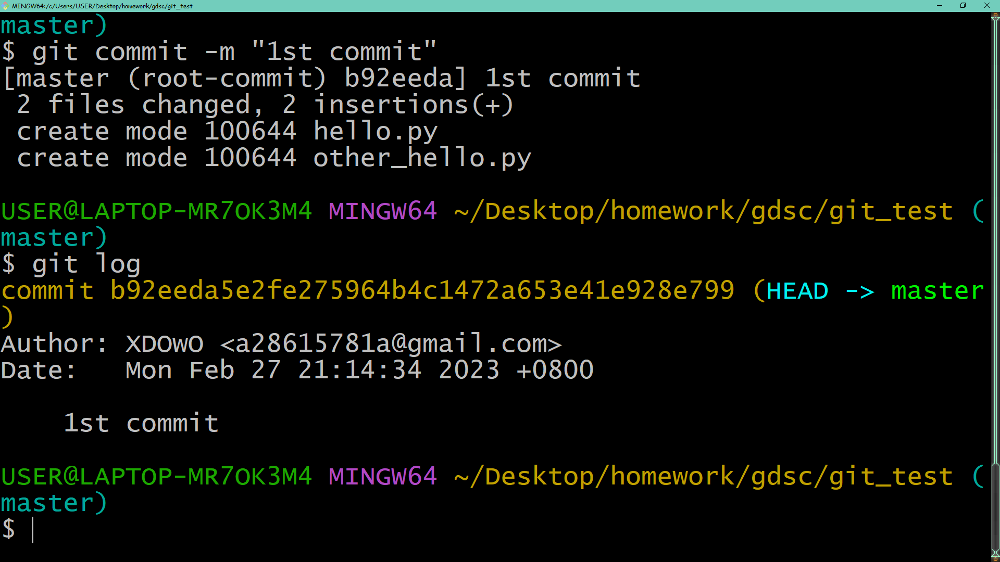 MINGW64:/c/Users/USER/Desktop/homework/gdsc/git_test
master)
$ git commit -m "1st commit"
[master (root-commit) b92eeda] 1st commit
 2 files changed, 2 insertions(+)
 create mode 100644 hello.py
 create mode 100644 other_hello.py
USER@LAPTOP-MR7OK3M4 MINGW64 ~/Desktop/homework/gdsc/git_test (
master)
$ git log
commit b92eeda5e2fe275964b4c1472a653e41e928e799 (HEAD -> master
)
Author: XDOWO <a28615781a@gmail.com>
Date:   Mon Feb 27 21:14:34 2023 +0800
    1st commit
USER@LAPTOP-MR7OK3M4 MINGW64 ~/Desktop/homework/gdsc/git_test (
master)
$